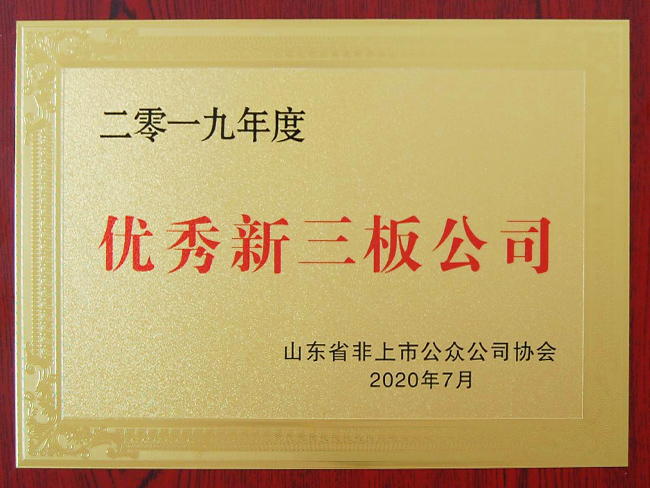 二零一九年度
优秀新三板公司
山东省非上市公众公司协会
2020年7月